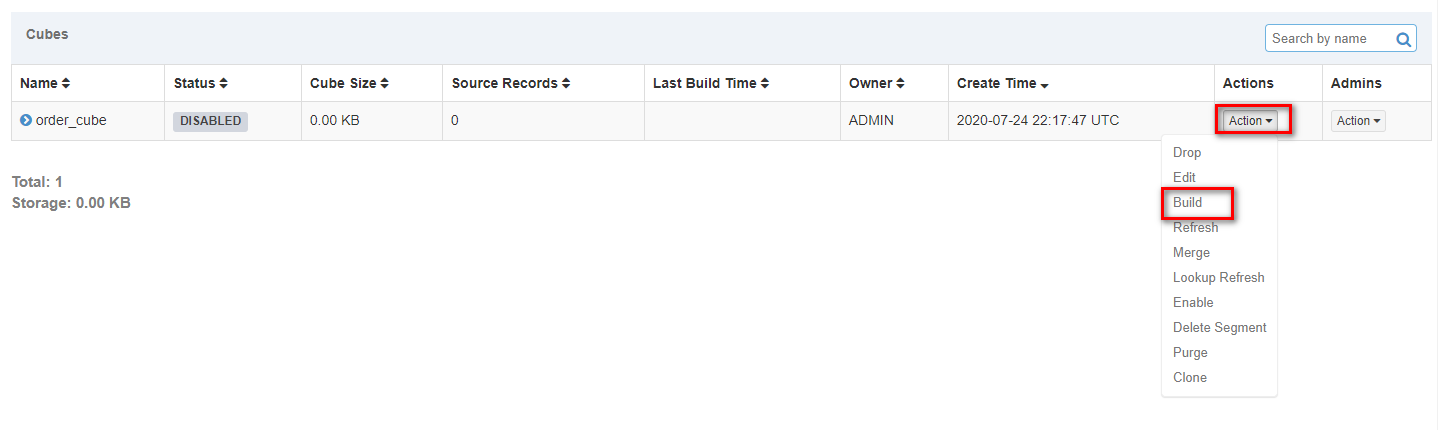 Cubes
Search by name
Name Status Cube Size Source Records Last Build Time Owner Create Time Actions Admins
order_cube DISABLED 0.00 KB 0 ADMIN 2020-07-24 22:17:47 UTC Action Action
Drop
Edit
Build
Refresh
Merge
Lookup Refresh
Enable
Delete Segment
Purge
Clone
Total: 1
Storage: 0.00 KB